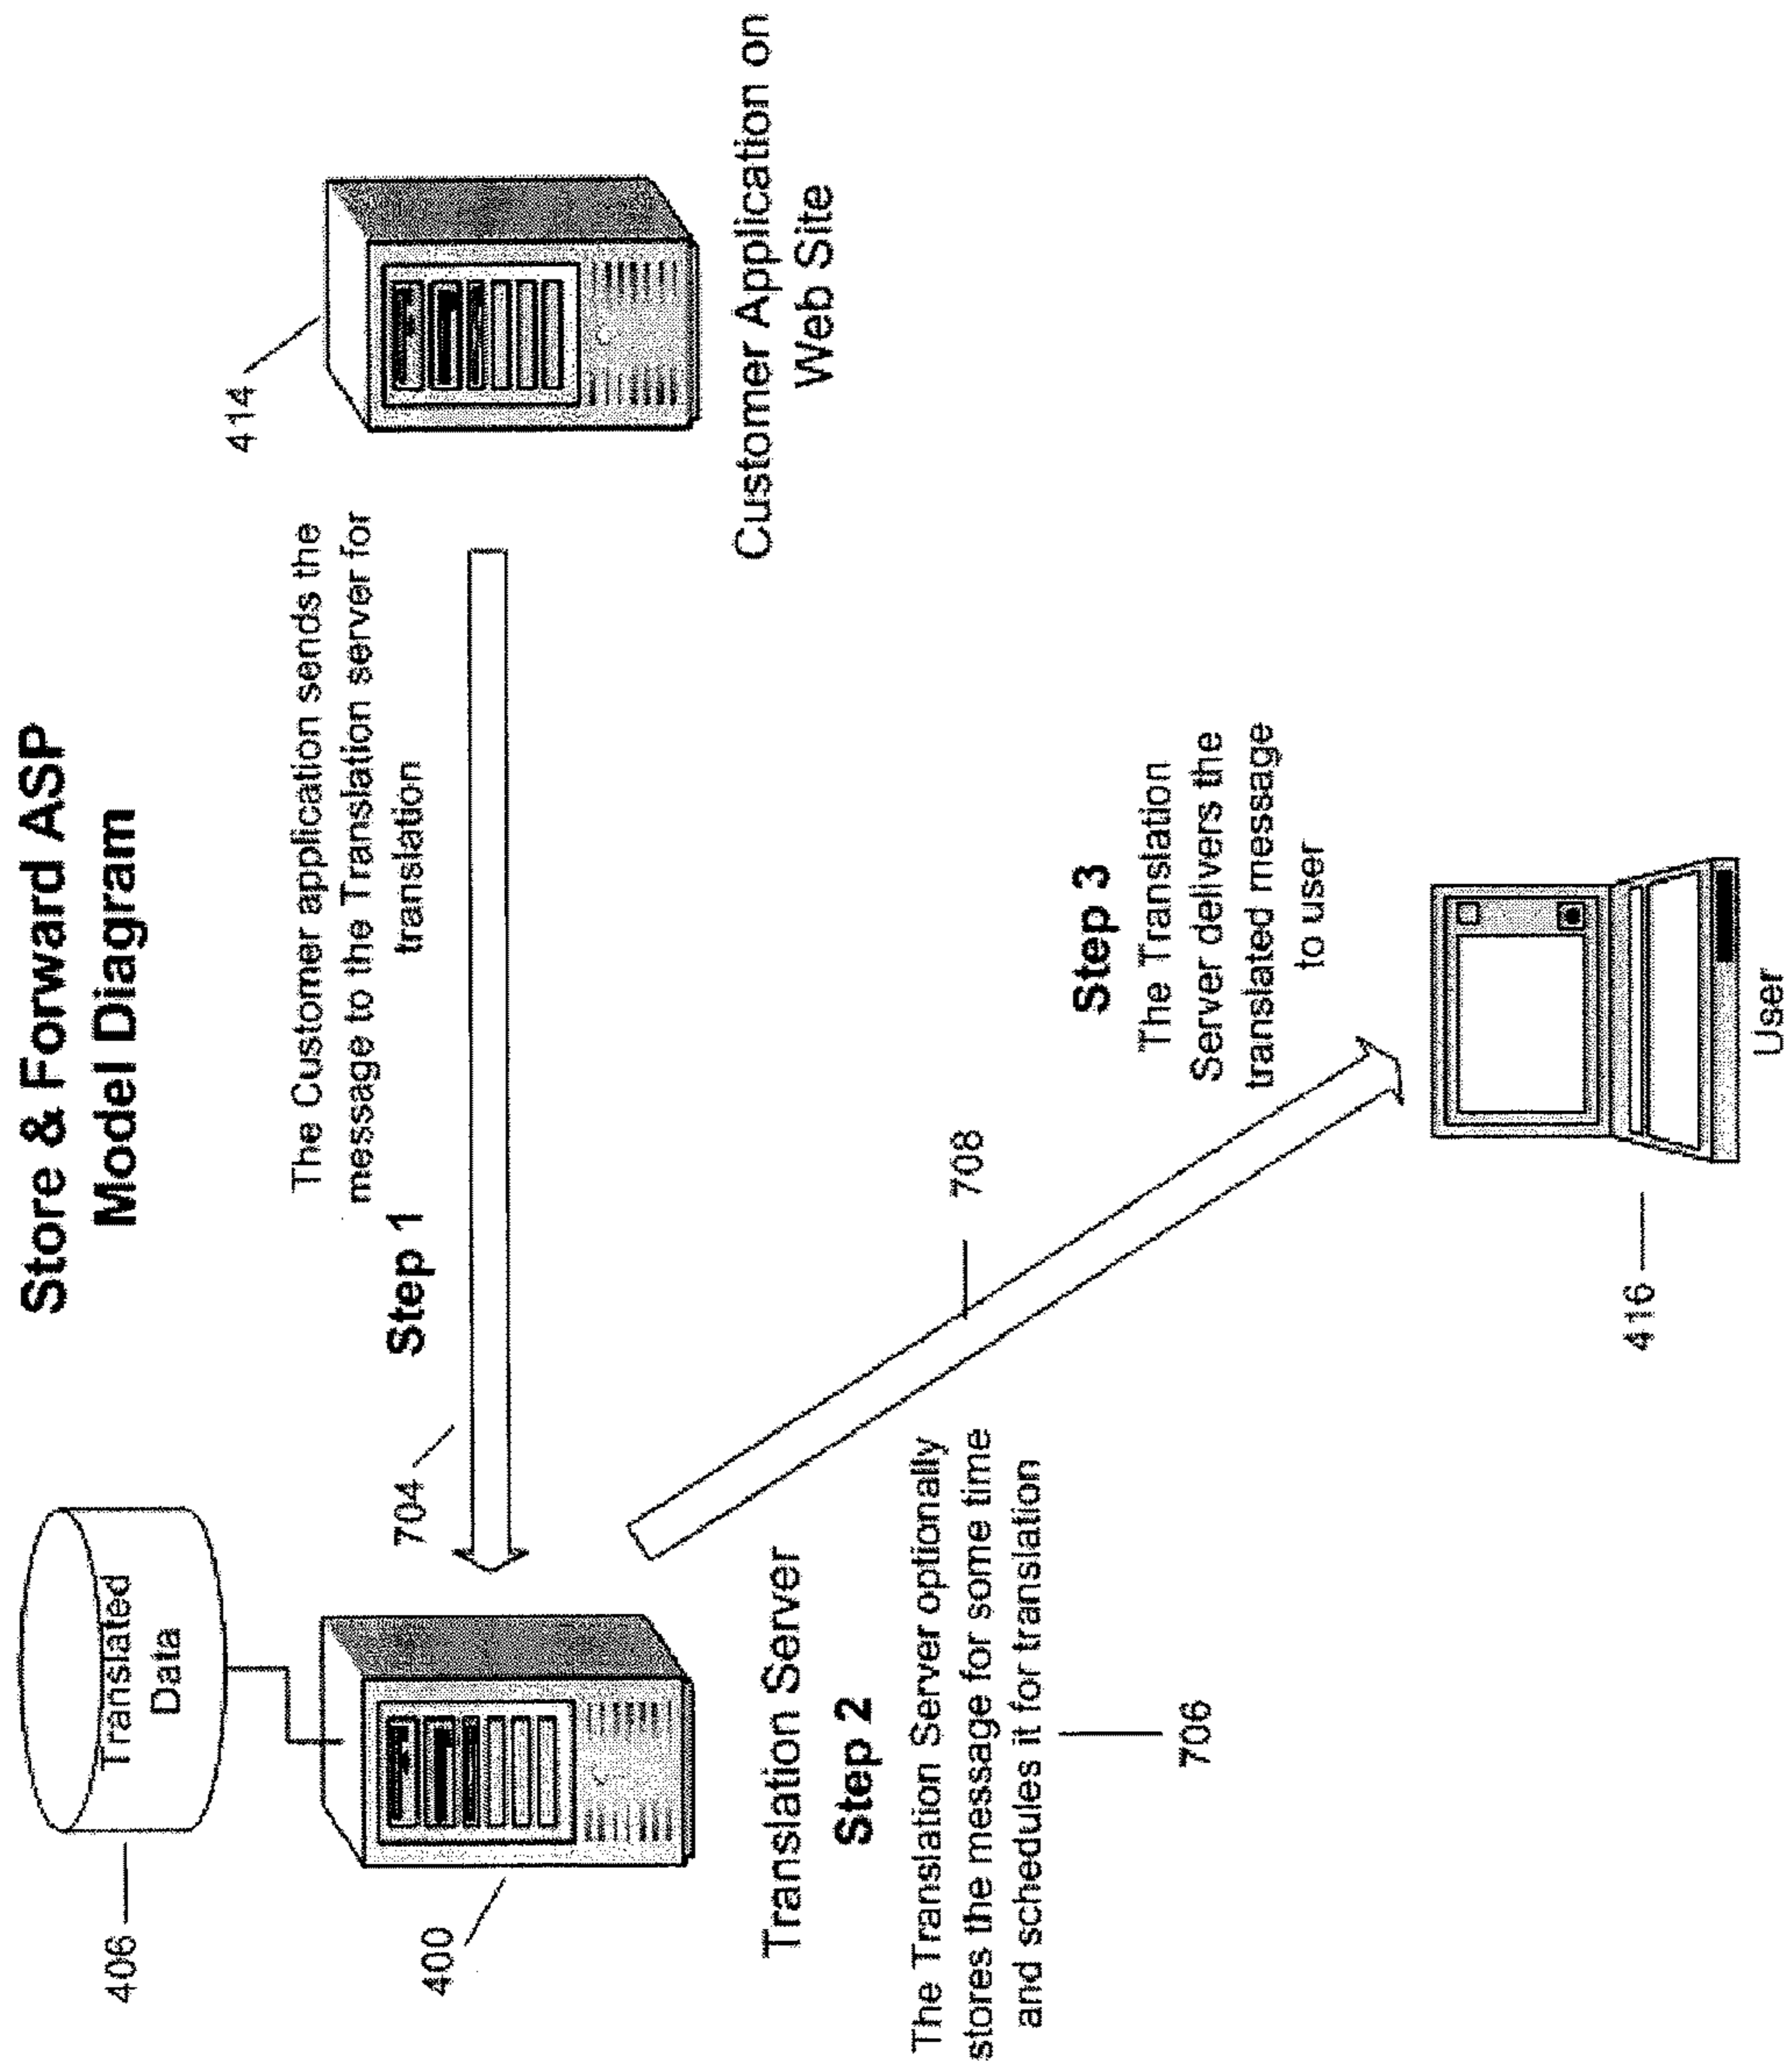 Store & Forward ASP
Model Diagram
406
Translated
Data
400
Translation Server
704
Step 1
The Customer application sends the
message to the Translation server for
translation
414
Customer Application on
Web Site
Step 2
The Translation Server optionally
stores the message for some time
and schedules it for translation
706
708
Step 3
The Translation
Server delivers the
translated message
to user
416
User